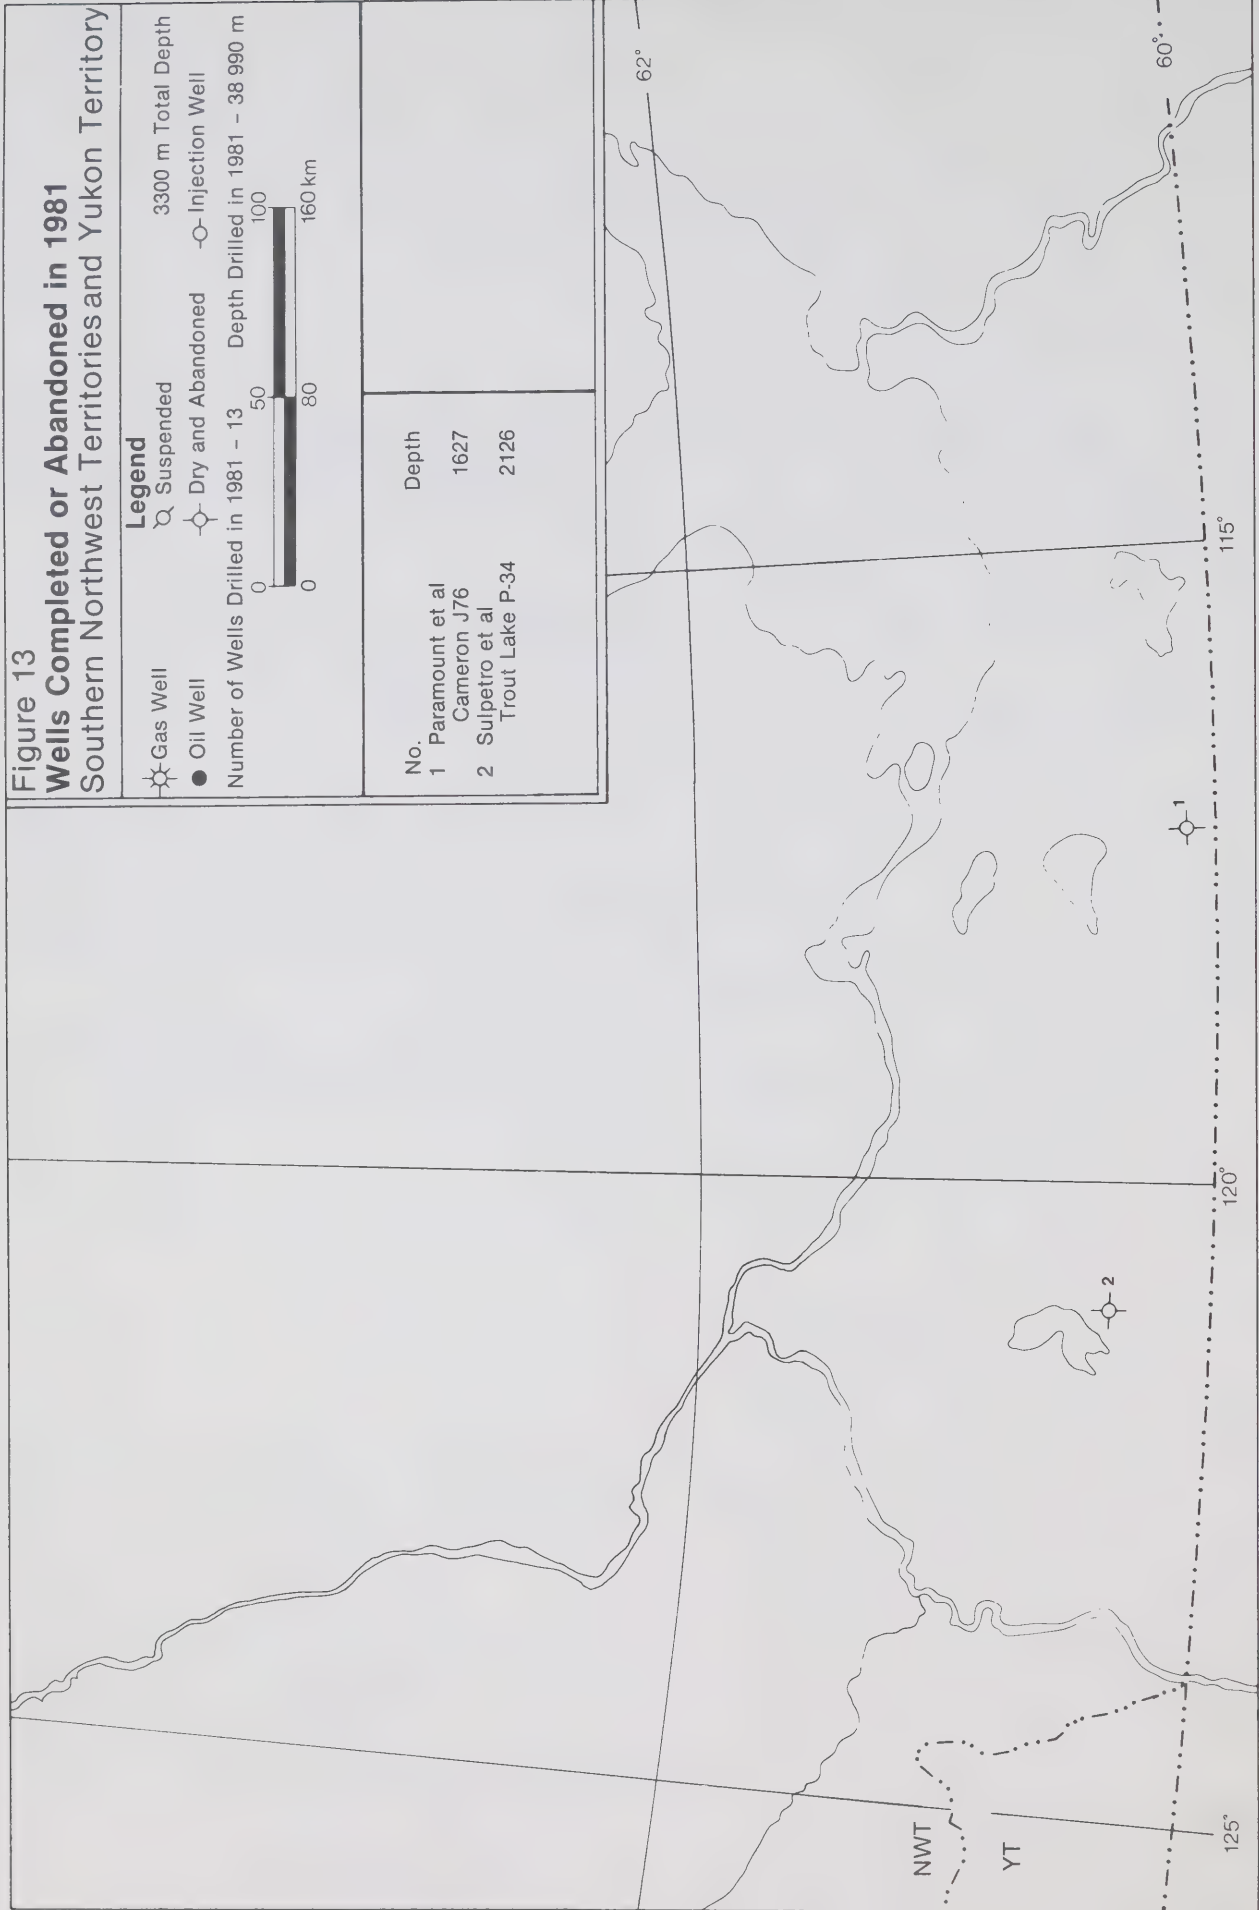 Figure 13
Wells Completed or Abandoned in 1981
Southern Northwest Territories and Yukon Territory
Legend
Gas Well
Suspended
3300 m Total Depth
Oil Well
Dry and Abandoned
Injection Well
Number of Wells Drilled in 1981 - 13
Depth Drilled in 1981 - 38 990 m
0 50 100
0 80 160 km
No. Depth
1 Paramount et al
Cameron J76 1627
2 Sulpetro et al
Trout Lake P-34 2126
62°
60°
1
2
NWT
YT
125°
120°
115°